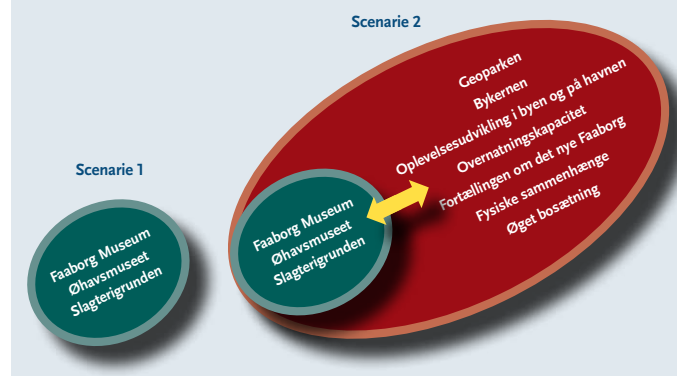 Scenarie 1
Faaborg Museum
Øhavsmuseet
Slagterigrunden
Scenarie 2
Geoparken
Bykernen
Oplevelsesudvikling i byen og på havnen
Overnatningskapacitet
Fortællingen om det nye Faaborg
Fysiske sammenhænge
Øget bosætning
Faaborg Museum
Øhavsmuseet
Slagterigrunden